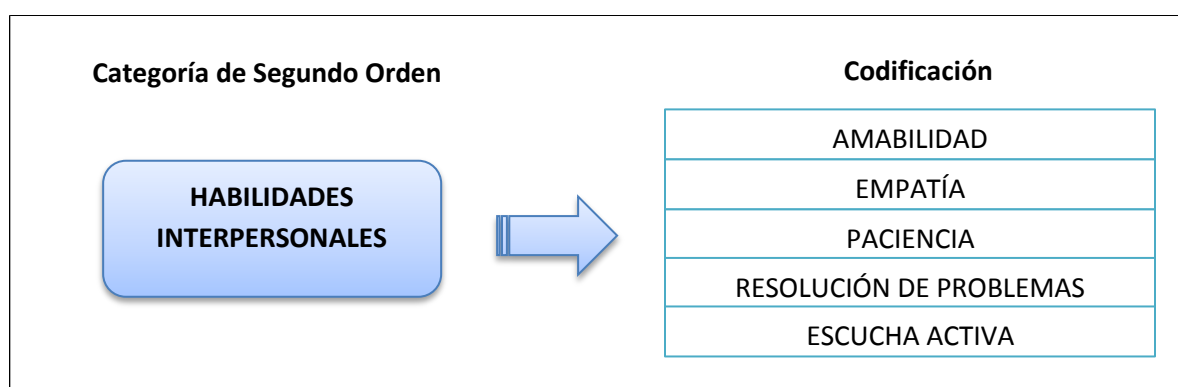 Categoría de Segundo Orden
HABILIDADES
INTERPERSONALES
Codificación
AMABILIDAD
EMPATÍA
PACIENCIA
RESOLUCIÓN DE PROBLEMAS
ESCUCHA ACTIVA